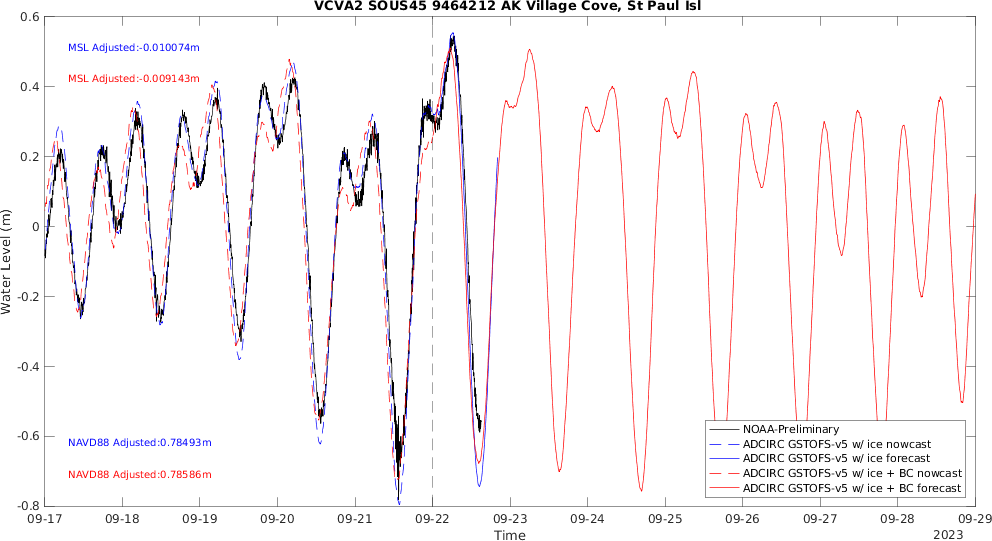 VCVA2 SOUS45 9464212 AK Village Cove, St Paul Isl
MSL Adjusted:-0.010074m
MSL Adjusted:-0.009143m
NAVD88 Adjusted:0.78493m
NAVD88 Adjusted:0.78586m
Water Level (m)
0.6
0.4
0.2
0
-0.2
-0.4
-0.6
-0.8
NOAA-Preliminary
ADCIRC GSTOFS-v5 w/ ice nowcast
ADCIRC GSTOFS-v5 w/ ice forecast
ADCIRC GSTOFS-v5 w/ ice + BC nowcast
ADCIRC GSTOFS-v5 w/ ice + BC forecast
09-17 09-18 09-19 09-20 09-21 09-22 09-23 09-24 09-25 09-26 09-27 09-28 09-29
Time
2023